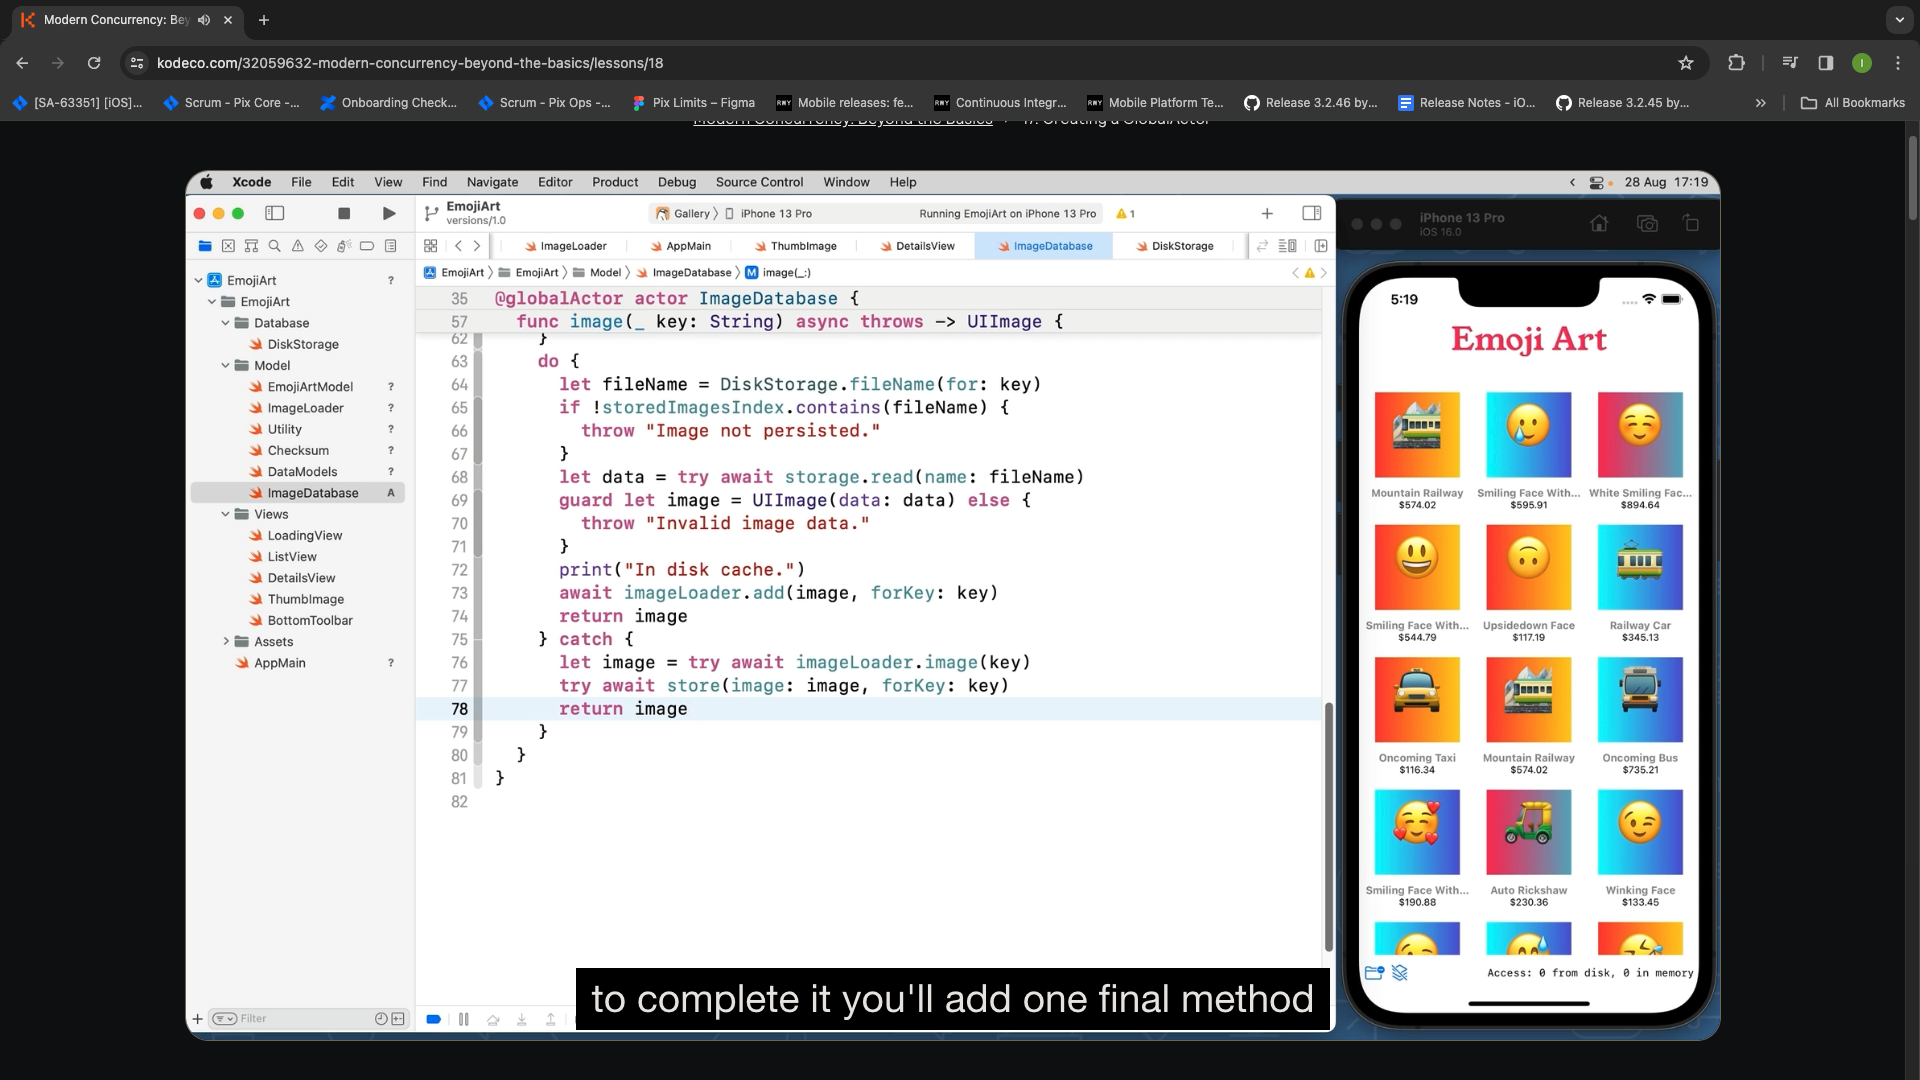 Modern Concurrency: Bey
kodeco.com/32059632-modern-concurrency-beyond-the-basics/lessons/18
[SA-63351] [iOS]...
Scrum - Pix Core -...
Onboarding Check...
Scrum - Pix Ops -...
Pix Limits – Figma
Mobile releases: fe...
Continuous Integr...
Mobile Platform Te...
Release 3.2.46 by...
Release Notes - iO...
Release 3.2.45 by...
All Bookmarks
Modern Concurrency: Beyond the Basics
17. Creating a GlobalActor
Xcode File Edit View Find Navigate Editor Product Debug Source Control Window Help
28 Aug 17:19
EmojiArt
versions/1.0
Gallery
iPhone 13 Pro
Running EmojiArt on iPhone 13 Pro
1
ImageLoader
AppMain
ThumbImage
DetailsView
ImageDatabase
DiskStorage
EmojiArt
EmojiArt
Model
ImageDatabase
M image(_:)
EmojiArt ?
EmojiArt
Database
DiskStorage
Model
EmojiArtModel ?
ImageLoader ?
Utility ?
Checksum ?
DataModels ?
ImageDatabase A
Views
LoadingView
ListView
DetailsView
ThumbImage
BottomToolbar
Assets
AppMain ?
Filter
35 @globalActor actor ImageDatabase {
57 func image(_ key: String) async throws -> UIImage {
62 }
63 do {
64 let fileName = DiskStorage.fileName(for: key)
65 if !storedImagesIndex.contains(fileName) {
66 throw "Image not persisted."
67 }
68 let data = try await storage.read(name: fileName)
69 guard let image = UIImage(data: data) else {
70 throw "Invalid image data."
71 }
72 print("In disk cache.")
73 await imageLoader.add(image, forKey: key)
74 return image
75 } catch {
76 let image = try await imageLoader.image(key)
77 try await store(image: image, forKey: key)
78 return image
79 }
80 }
81 }
82
to complete it you'll add one final method
iPhone 13 Pro
iOS 16.0
5:19
Emoji Art
Mountain Railway
$574.02
Smiling Face With...
$595.91
White Smiling Fac...
$894.64
Smiling Face With...
$544.79
Upsidedown Face
$117.19
Railway Car
$345.13
Oncoming Taxi
$116.34
Mountain Railway
$574.02
Oncoming Bus
$735.21
Smiling Face With...
$190.88
Auto Rickshaw
$230.36
Winking Face
$133.45
Access: 0 from disk, 0 in memory